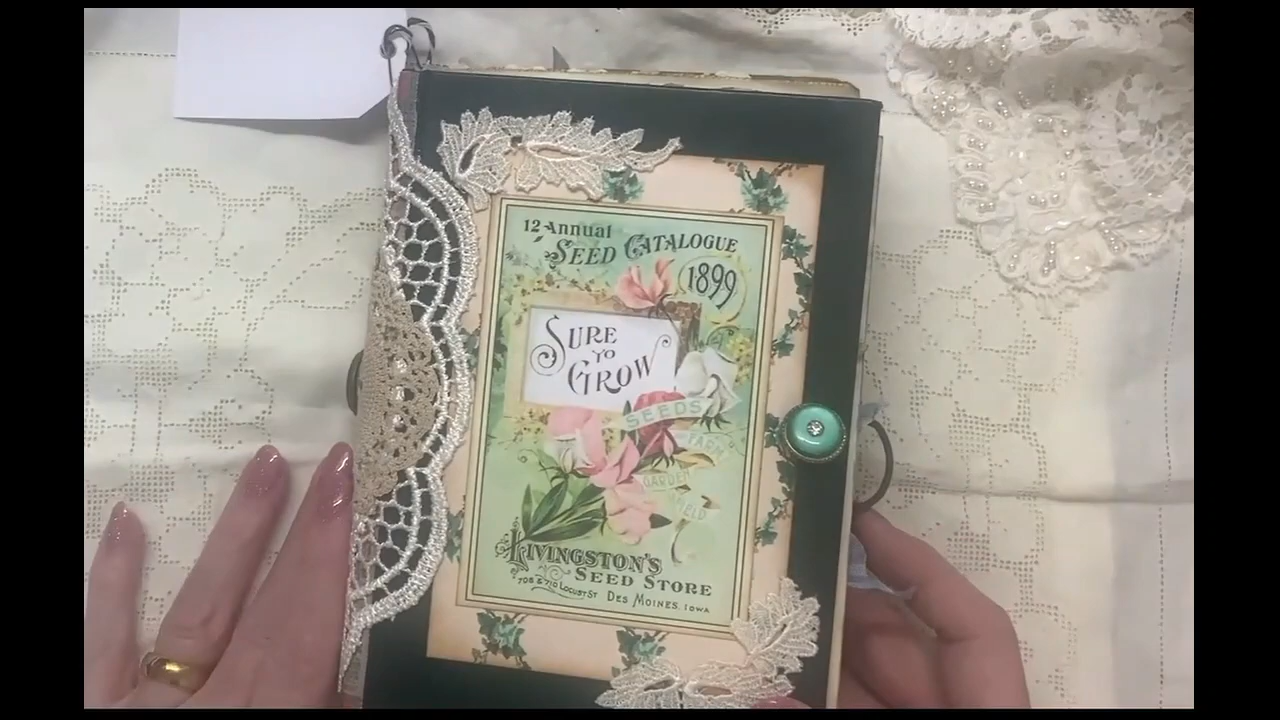 12 Annual
SEED CATALOGUE
1899
SURE
TO
GROW
SEEDS
FARM
GARDEN
FIELD
LIVINGSTON'S
SEED STORE
708 & 710 LOCUST ST DES MOINES, IOWA